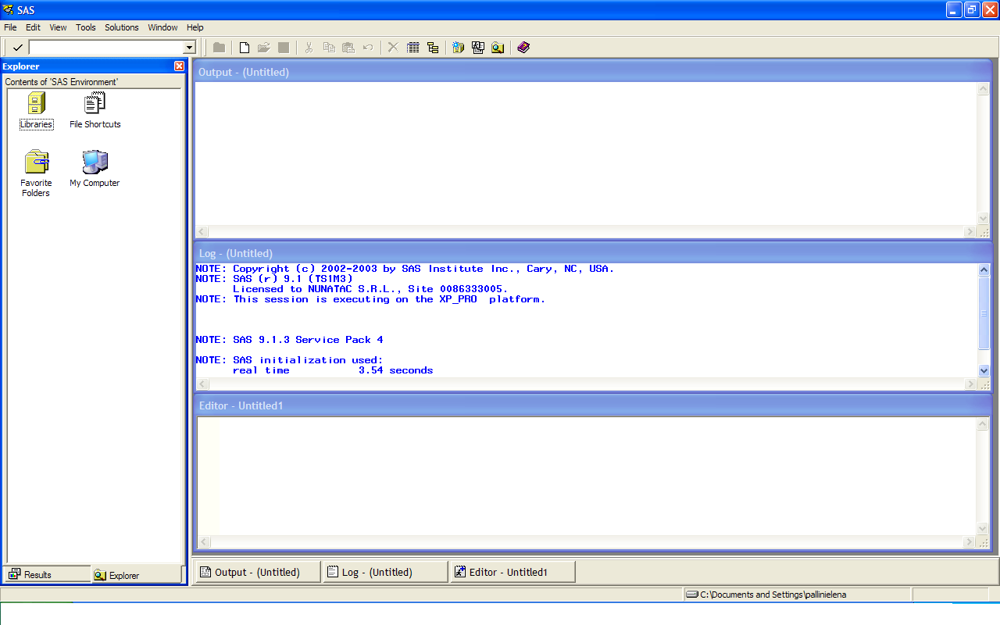 SAS
File Edit View Tools Solutions Window Help
Explorer
Contents of 'SAS Environment'
Libraries
File Shortcuts
Favorite
Folders
My Computer
Results
Explorer
Output - (Untitled)
Log - (Untitled)
NOTE: Copyright (c) 2002-2003 by SAS Institute Inc., Cary, NC, USA.
NOTE: SAS (r) 9.1 (TS1M3)
Licensed to NUNATAC S.R.L., Site 0086333005.
NOTE: This session is executing on the XP_PRO  platform.
NOTE: SAS 9.1.3 Service Pack 4
NOTE: SAS initialization used:
real time           3.54 seconds
Editor - Untitled1
Output - (Untitled)
Log - (Untitled)
Editor - Untitled1
C:\Documents and Settings\pallinielena